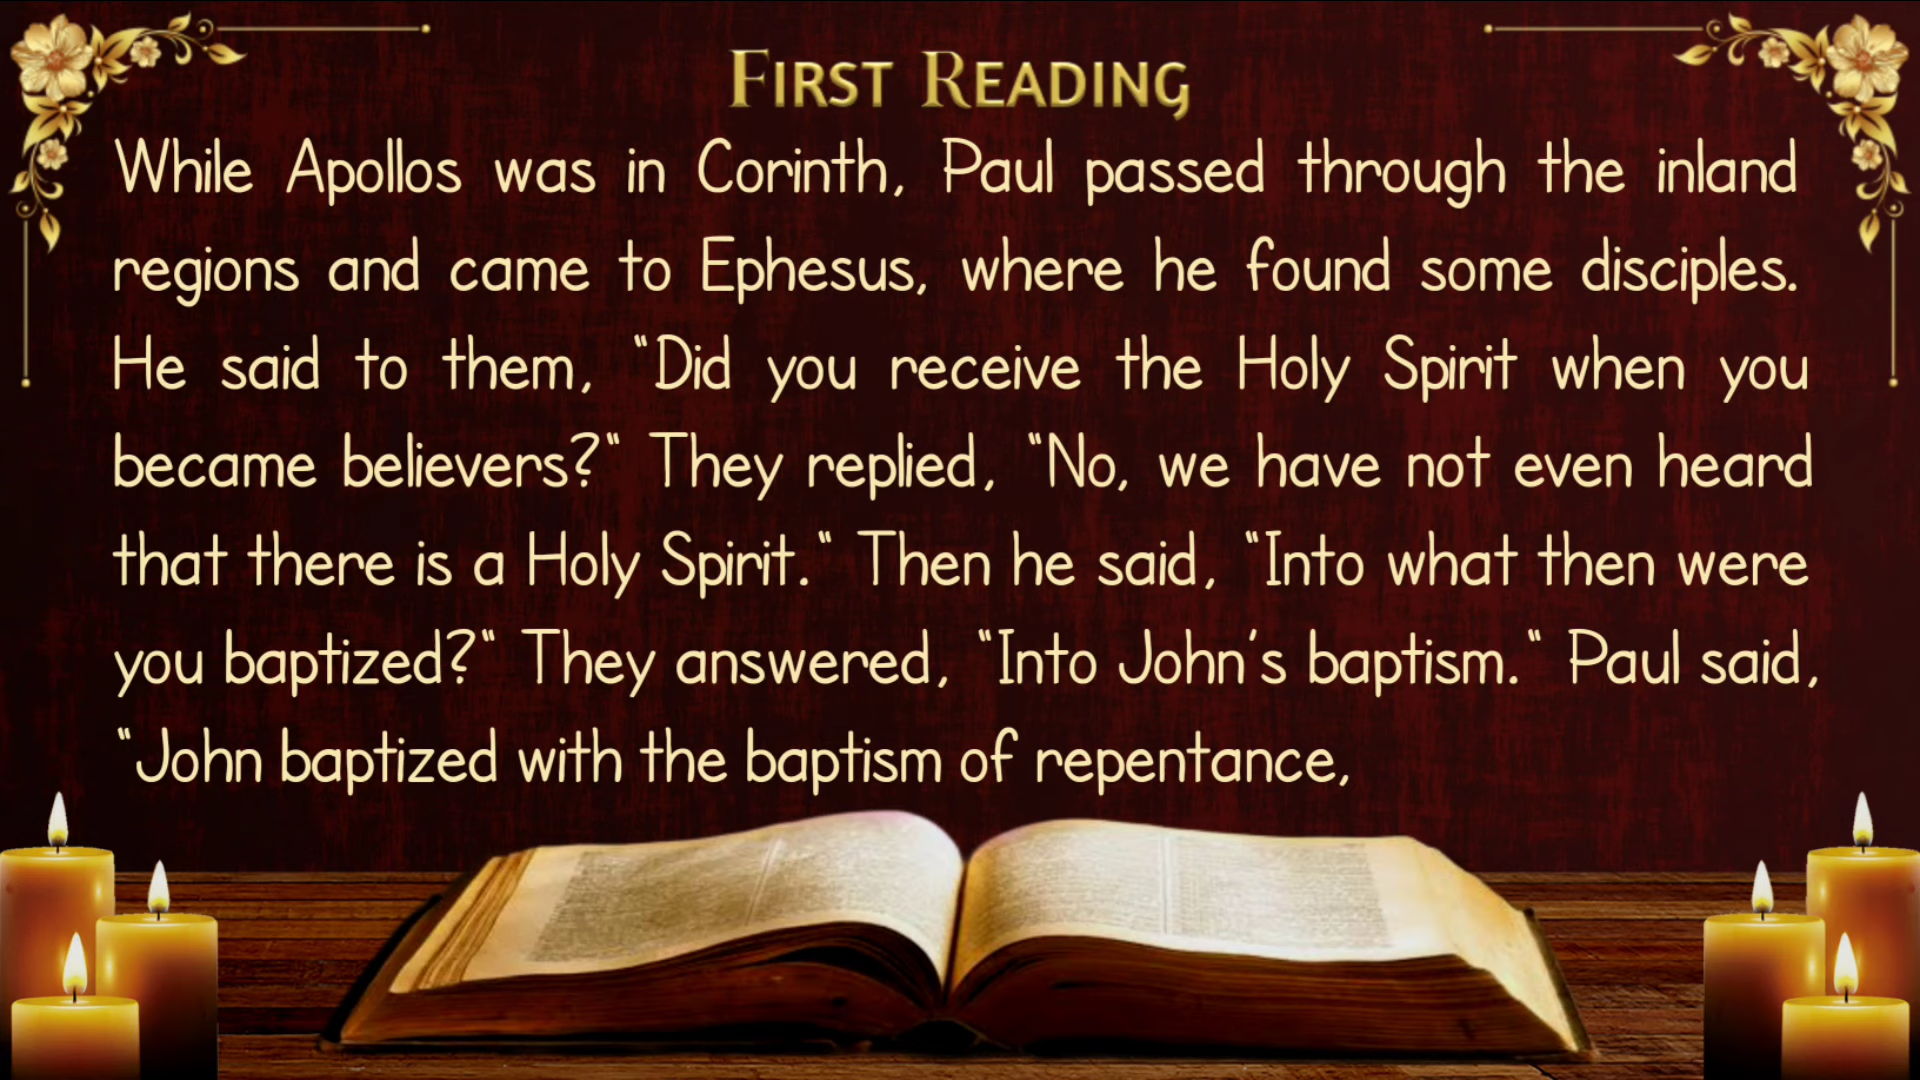 First Reading
While Apollos was in Corinth, Paul passed through the inland
regions and came to Ephesus, where he found some disciples.
He said to them, “Did you receive the Holy Spirit when you
became believers?“ They replied, “No, we have not even heard
that there is a Holy Spirit.“ Then he said, “Into what then were
you baptized?“ They answered, “Into John’s baptism.“ Paul said,
“John baptized with the baptism of repentance,